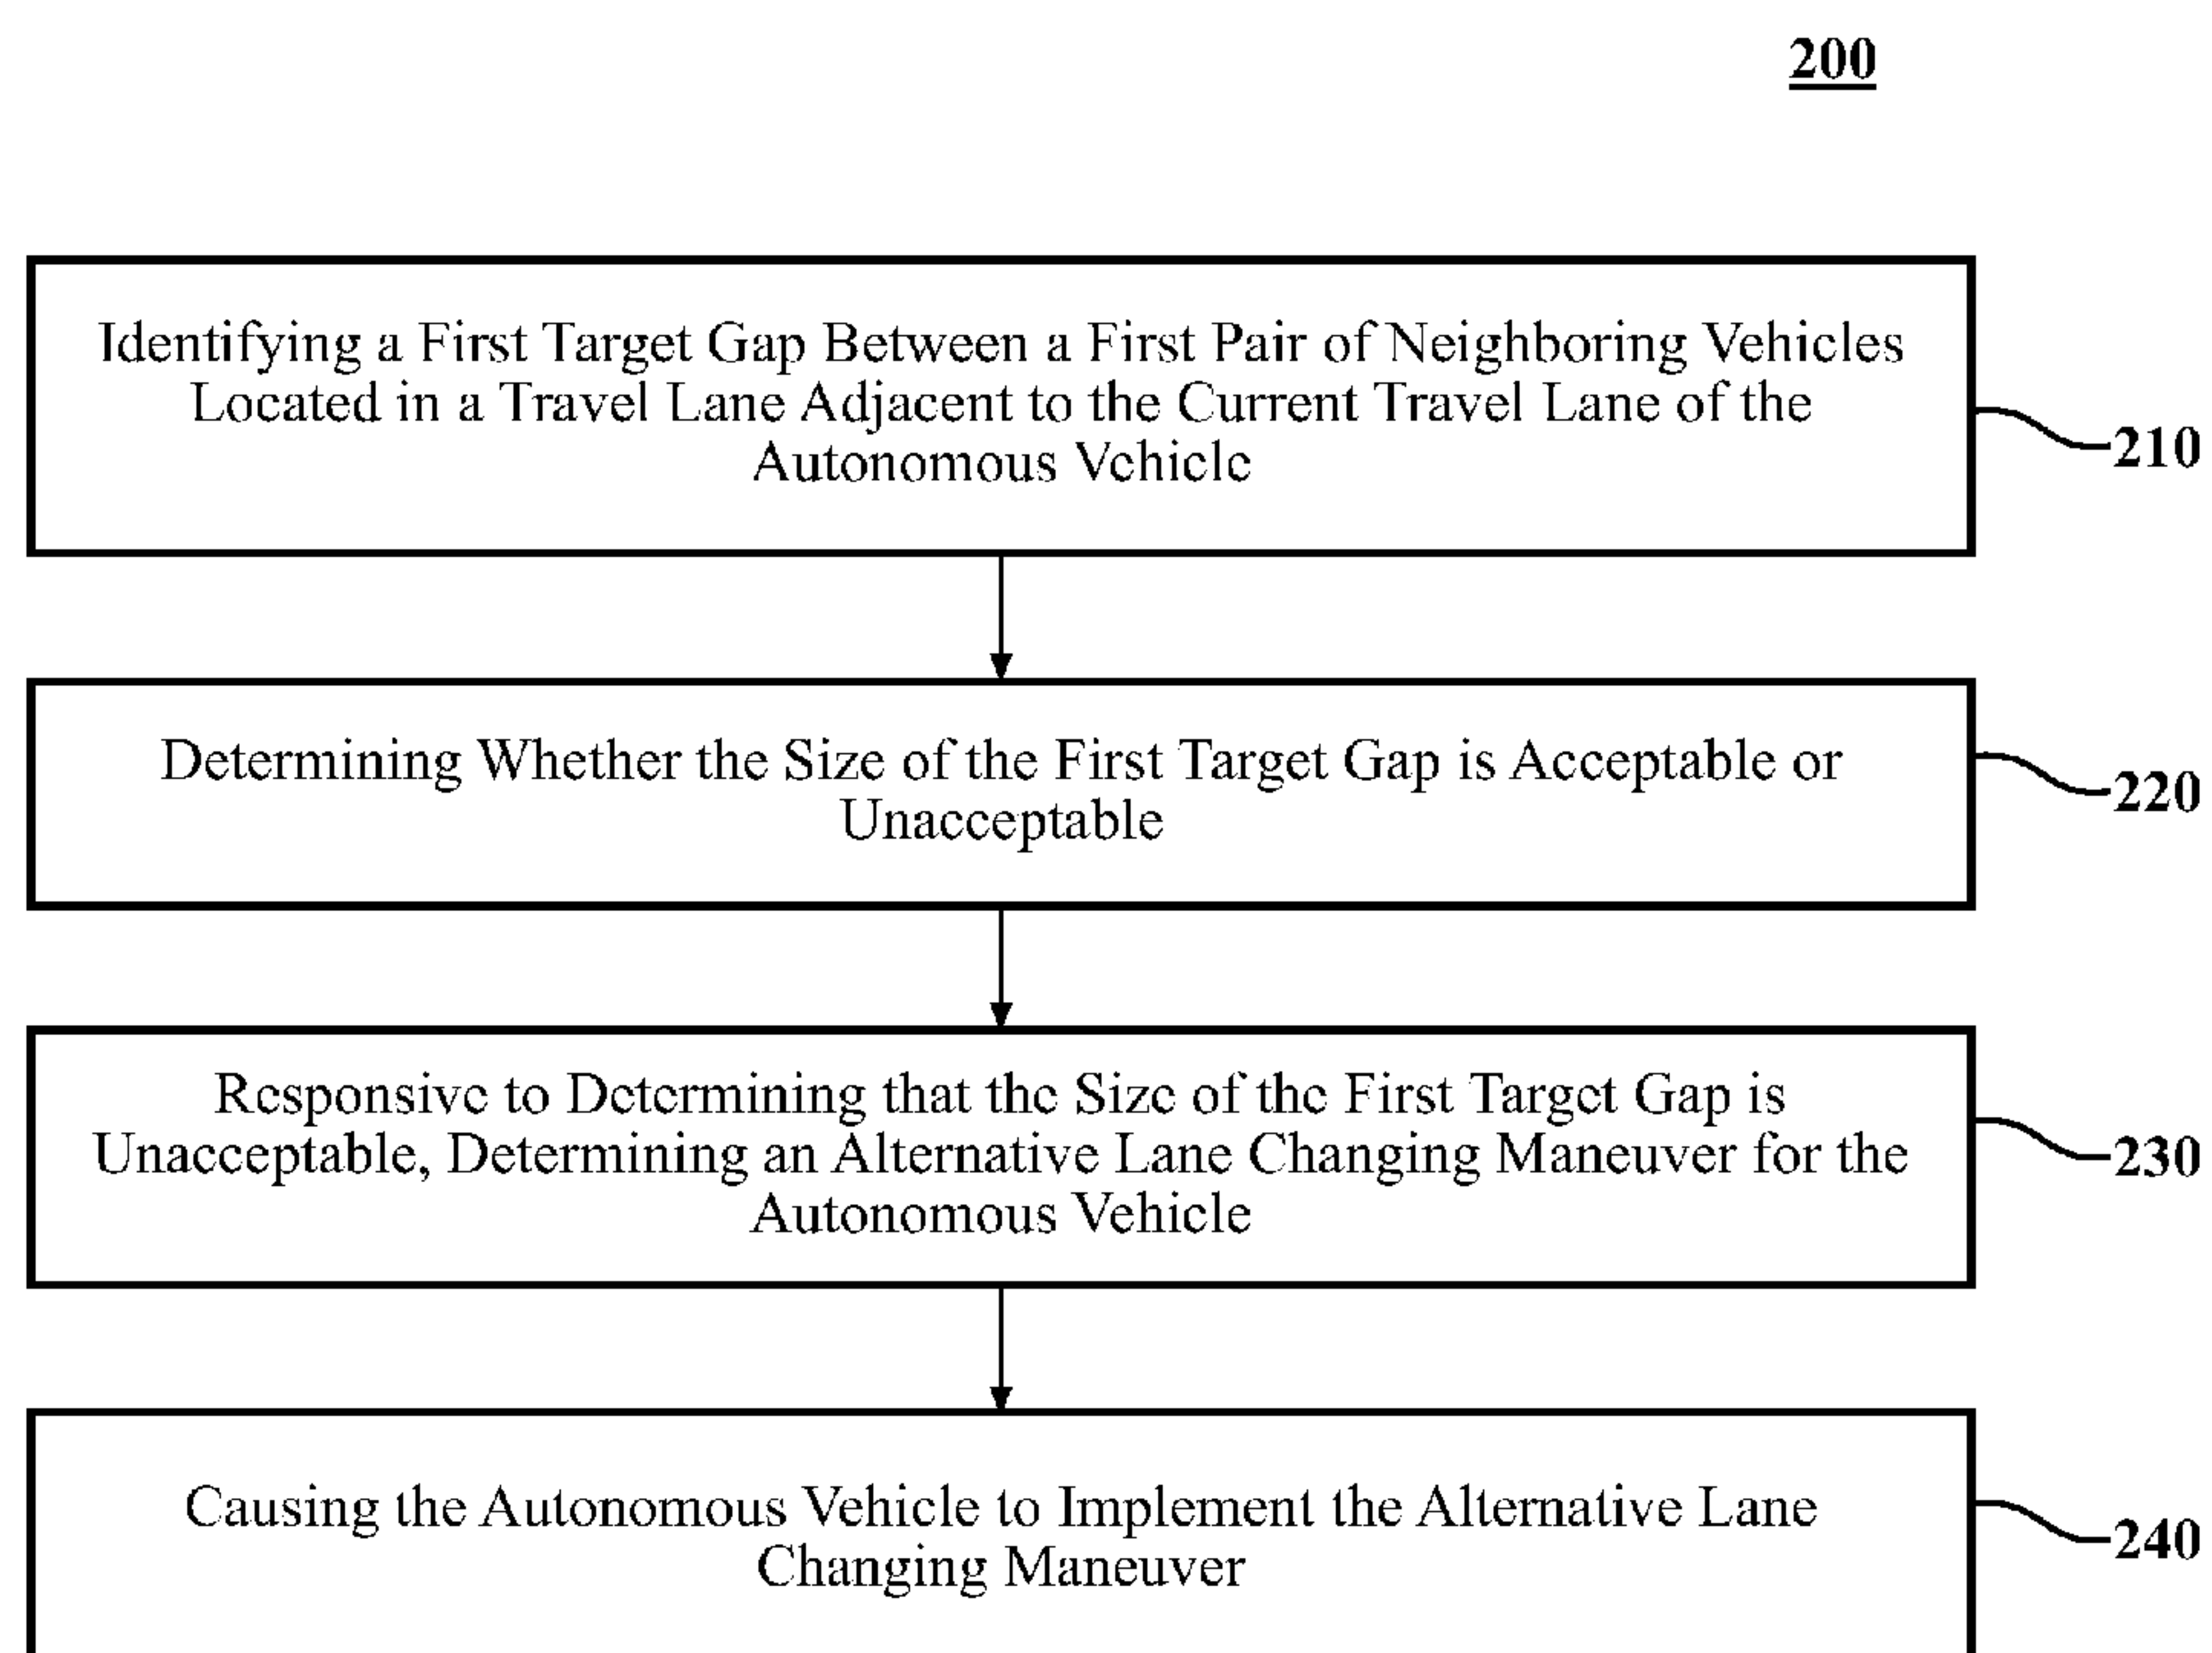 200
Identifying a First Target Gap Between a First Pair of Neighboring Vehicles
Located in a Travel Lane Adjacent to the Current Travel Lane of the
Autonomous Vehicle
210
Determining Whether the Size of the First Target Gap is Acceptable or
Unacceptable
220
Responsive to Determining that the Size of the First Target Gap is
Unacceptable, Determining an Alternative Lane Changing Maneuver for the
Autonomous Vehicle
230
Causing the Autonomous Vehicle to Implement the Alternative Lane
Changing Maneuver
240